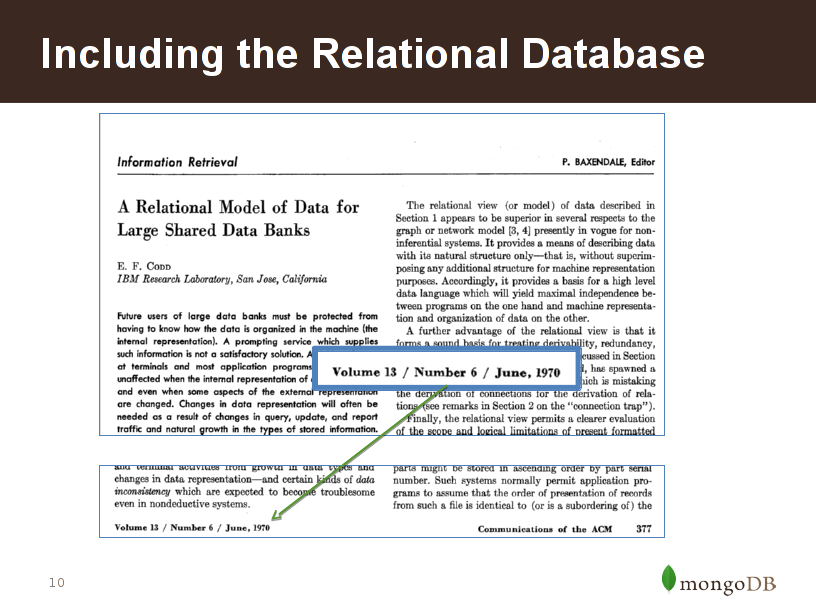 Including the Relational Database
Information Retrieval
P. BAXENDALE, Editor
A Relational Model of Data for
Large Shared Data Banks
E. F. CODD
IBM Research Laboratory, San Jose, California
Future users of large data banks must be protected from
having to know how the data is organized in the machine (the
internal representation). A prompting service which supplies
such information is not a satisfactory solution. A
at terminals and most application programs
unaffected when the internal representation of
and even when some aspects of the external representation
are changed. Changes in data representation will often be
needed as a result of changes in query, update, and report
traffic and natural growth in the types of stored information.
The relational view (or model) of data described in
Section 1 appears to be superior in several respects to the
graph or network model [3, 4] presently in vogue for non-
inferential systems. It provides a means of describing data
with its natural structure only—that is, without superim-
posing any additional structure for machine representation
purposes. Accordingly, it provides a basis for a high level
data language which will yield maximal independence be-
tween programs on the one hand and machine representa-
tion and organization of data on the other.
A further advantage of the relational view is that it
forms a sound basis for treating derivability, redundancy,
cussed in Section
, has spawned a
hich is mistaking
the derivation of connections for the derivation of rela-
tions (see remarks in Section 2 on the “connection trap”).
Finally, the relational view permits a clearer evaluation
of the scope and logical limitations of present formatted
Volume 13 / Number 6 / June, 1970
and terminal activities from growth in data types and
changes in data representation—and certain kinds of data
inconsistency which are expected to become troublesome
even in nondeductive systems.
parts might be stored in ascending order by part serial
number. Such systems normally permit application pro-
grams to assume that the order of presentation of records
from such a file is identical to (or is a subordering of) the
Volume 13 / Number 6 / June, 1970
Communications of the ACM 377
10
mongoDB